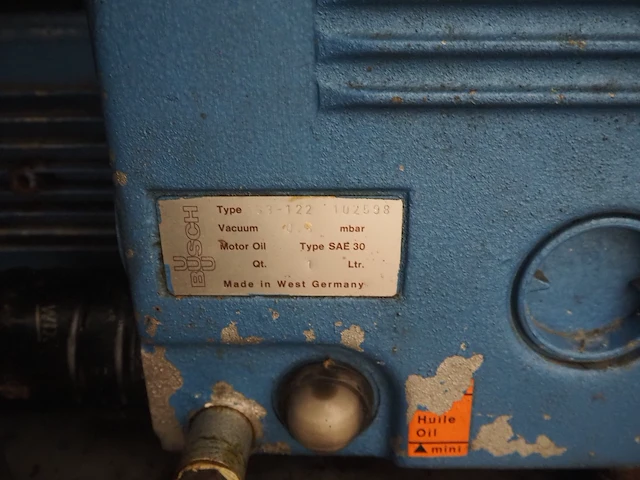 BUSCH
Type -122 102598
Vacuum mbar
Motor Oil Type SAE 30
Qt. Ltr.
Made in West Germany
Huile
Oil
▲ mini